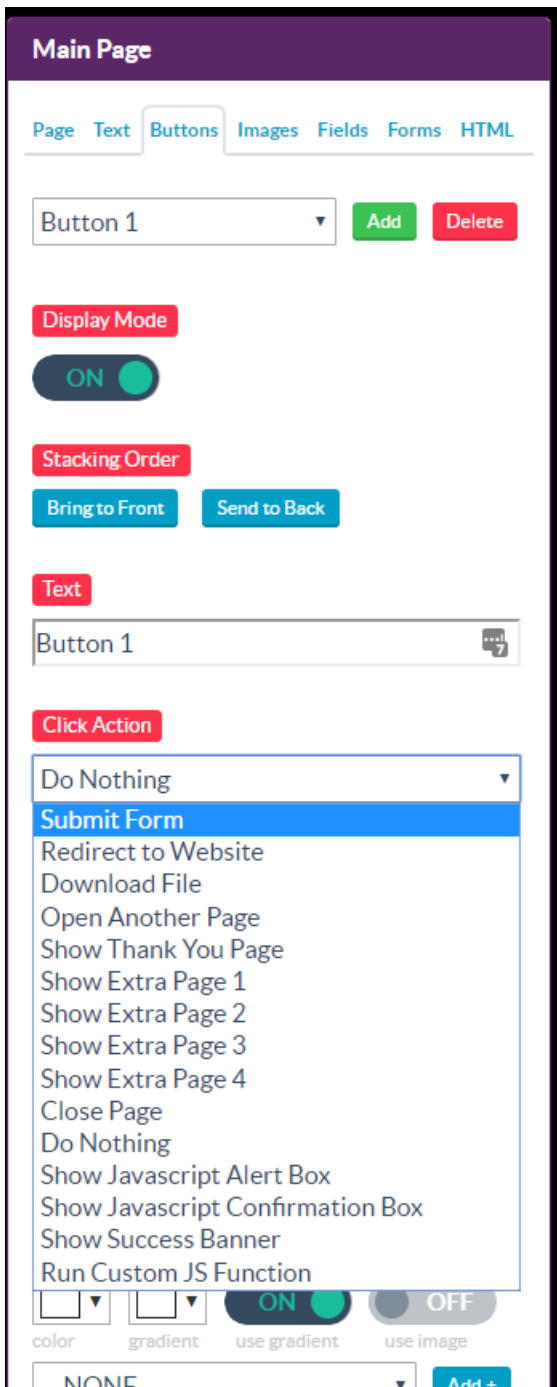 Main Page
Page Text Buttons Images Fields Forms HTML
Button 1 Add Delete
Display Mode
ON
Stacking Order
Bring to Front Send to Back
Text
Button 1
7
Click Action
Do Nothing
Submit Form
Redirect to Website
Download File
Open Another Page
Show Thank You Page
Show Extra Page 1
Show Extra Page 2
Show Extra Page 3
Show Extra Page 4
Close Page
Do Nothing
Show Javascript Alert Box
Show Javascript Confirmation Box
Show Success Banner
Run Custom JS Function
ON OFF
color gradient use gradient use image
NONE Add +